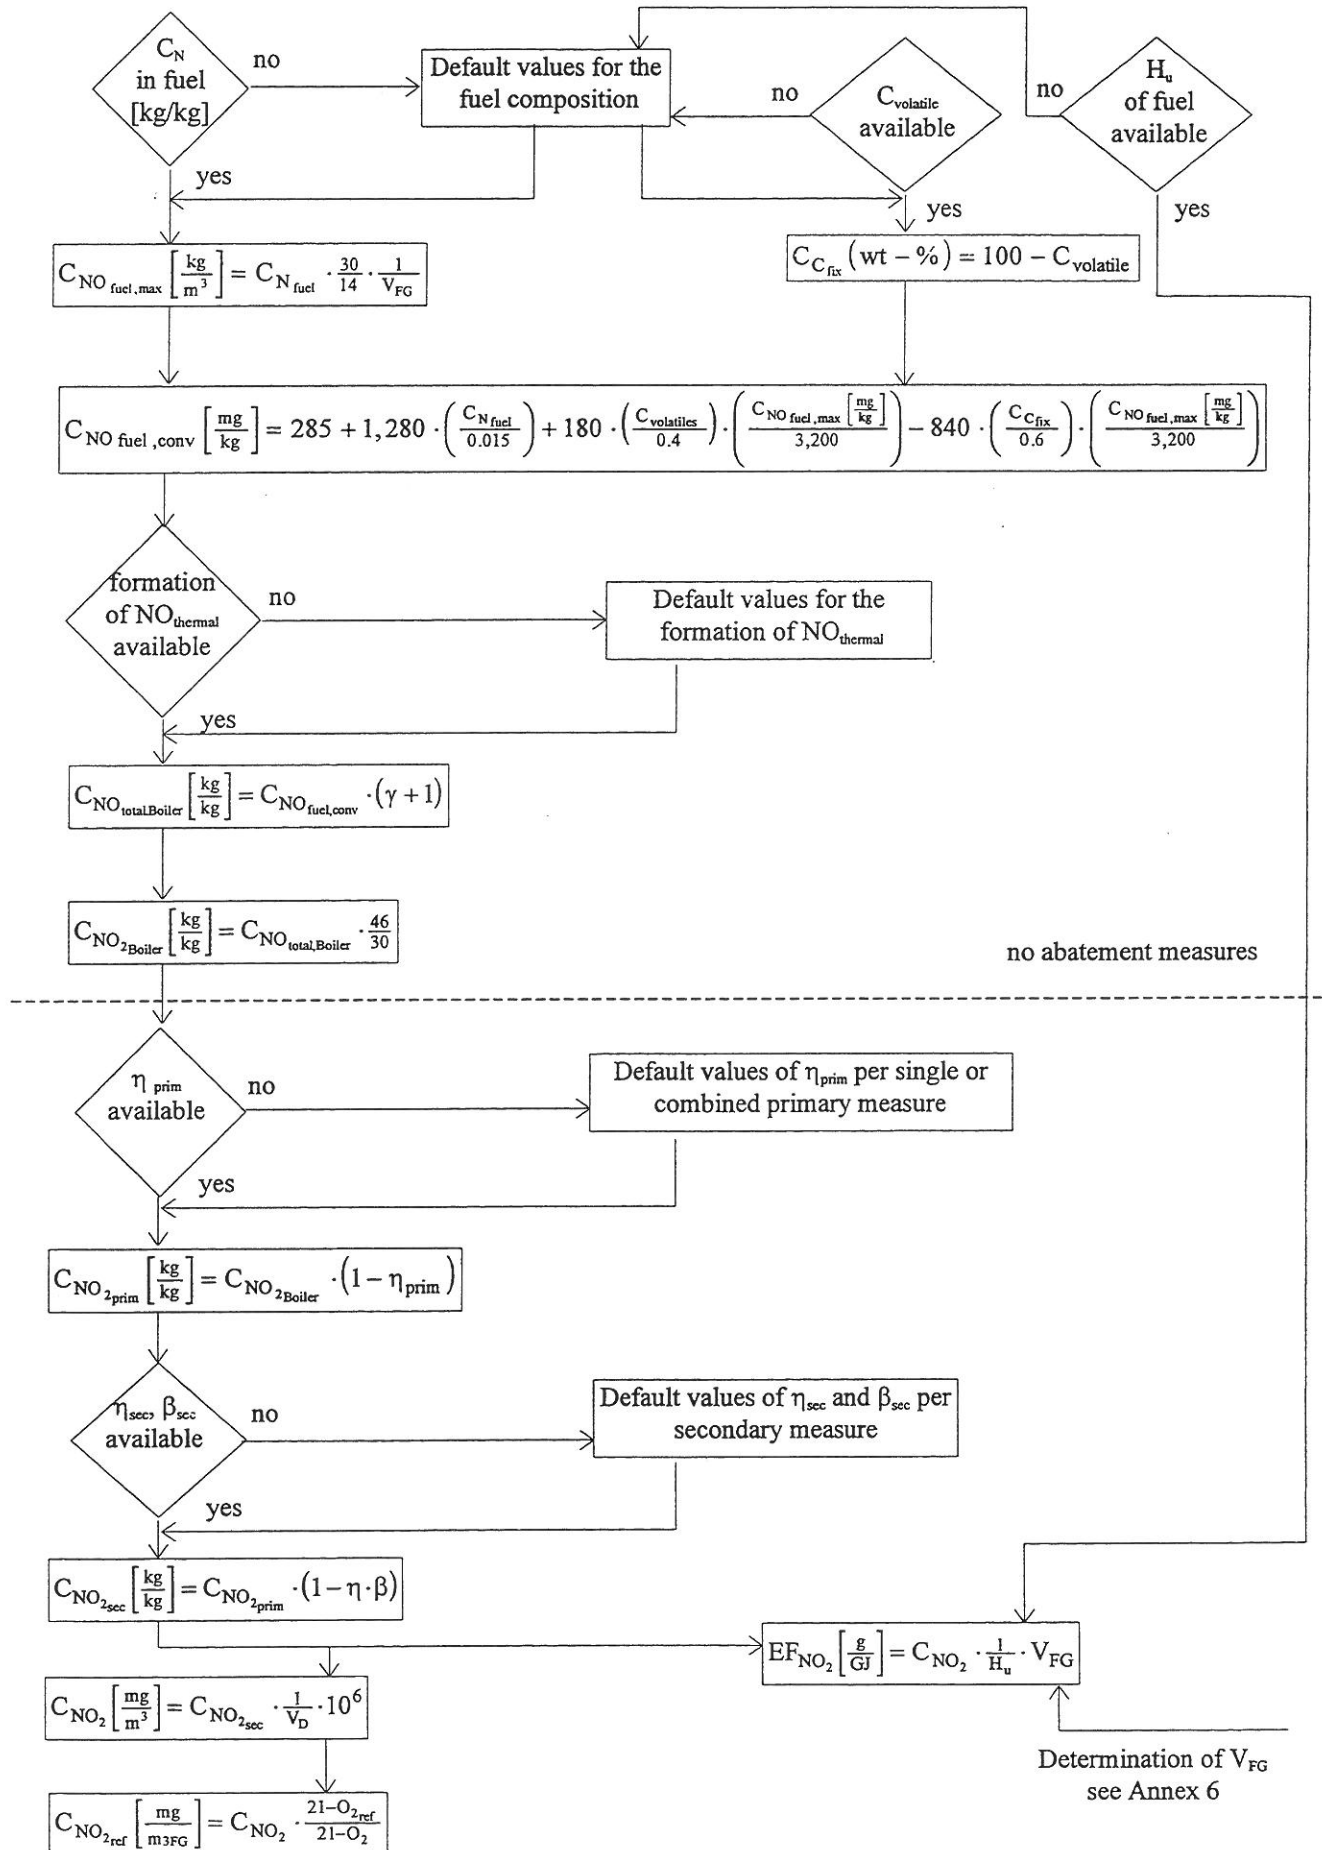 C_N
in fuel
[kg/kg]
no
Default values for the
fuel composition
no
C_volatile
available
no
H_u
of fuel
available
yes
yes
yes
C_NO fuel,max [kg/m³] = C_N fuel · 30/14 · 1/V_FG
C_C fix (wt – %) = 100 – C_volatile
C_NO fuel ,conv [mg/kg] = 285 + 1,280 · (C_N fuel/0.015) + 180 · (C_volatiles/0.4) · (C_NO fuel,max [mg/kg]/3,200) – 840 · (C_C fix/0.6) · (C_NO fuel,max [mg/kg]/3,200)
formation
of NO_thermal
available
no
Default values for the
formation of NO_thermal
yes
C_NO total,Boiler [kg/kg] = C_NO fuel,conv · (γ + 1)
C_NO₂ Boiler [kg/kg] = C_NO total,Boiler · 46/30
no abatement measures
η prim
available
no
Default values of η_prim per single or
combined primary measure
yes
C_NO₂ prim [kg/kg] = C_NO₂ Boiler · (1 – η_prim)
η_sec, β_sec
available
no
Default values of η_sec and β_sec per
secondary measure
yes
C_NO₂ sec [kg/kg] = C_NO₂ prim · (1 – η·β)
EF_NO₂ [g/GJ] = C_NO₂ · 1/H_u · V_FG
C_NO₂ [mg/m³] = C_NO₂ sec · 1/V_D · 10⁶
Determination of V_FG
see Annex 6
C_NO₂ ref [mg/m3FG] = C_NO₂ · 21–O₂ref/21–O₂